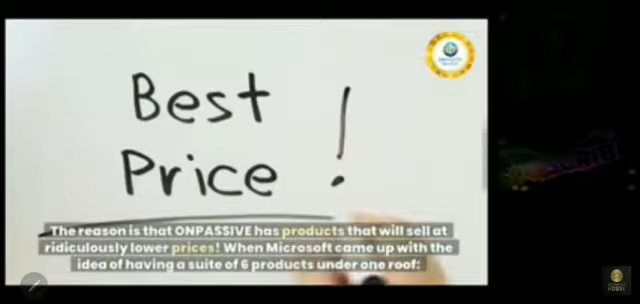 Best
Price !
The reason is that ONPASSIVE has products that will sell at
ridiculously lower prices! When Microsoft came up with the
idea of having a suite of 6 products under one roof:
HOUSE